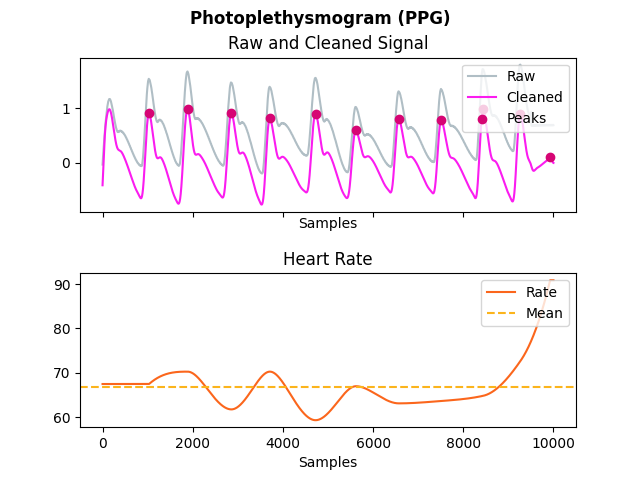 Photoplethysmogram (PPG)
Raw and Cleaned Signal
Raw
Cleaned
Peaks
1
0
Samples
Heart Rate
Rate
Mean
90
80
70
60
0 2000 4000 6000 8000 10000
Samples